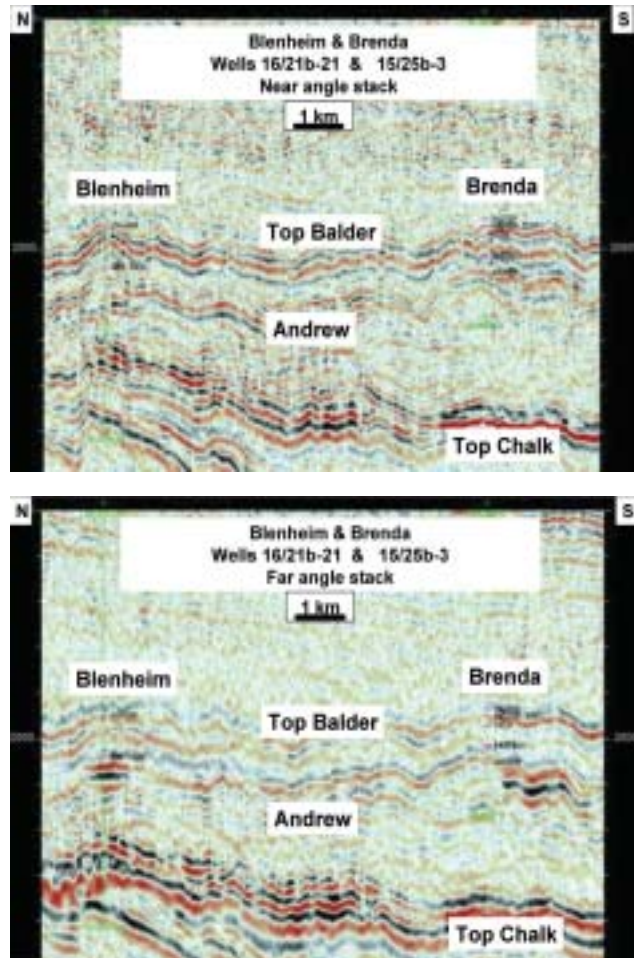 N
S
Blenheim & Brenda
Wells 16/21b-21 & 15/25b-3
Near angle stack
1 km
Blenheim
Brenda
Top Balder
Andrew
Top Chalk
N
S
Blenheim & Brenda
Wells 16/21b-21 & 15/25b-3
Far angle stack
1 km
Blenheim
Brenda
Top Balder
Andrew
Top Chalk